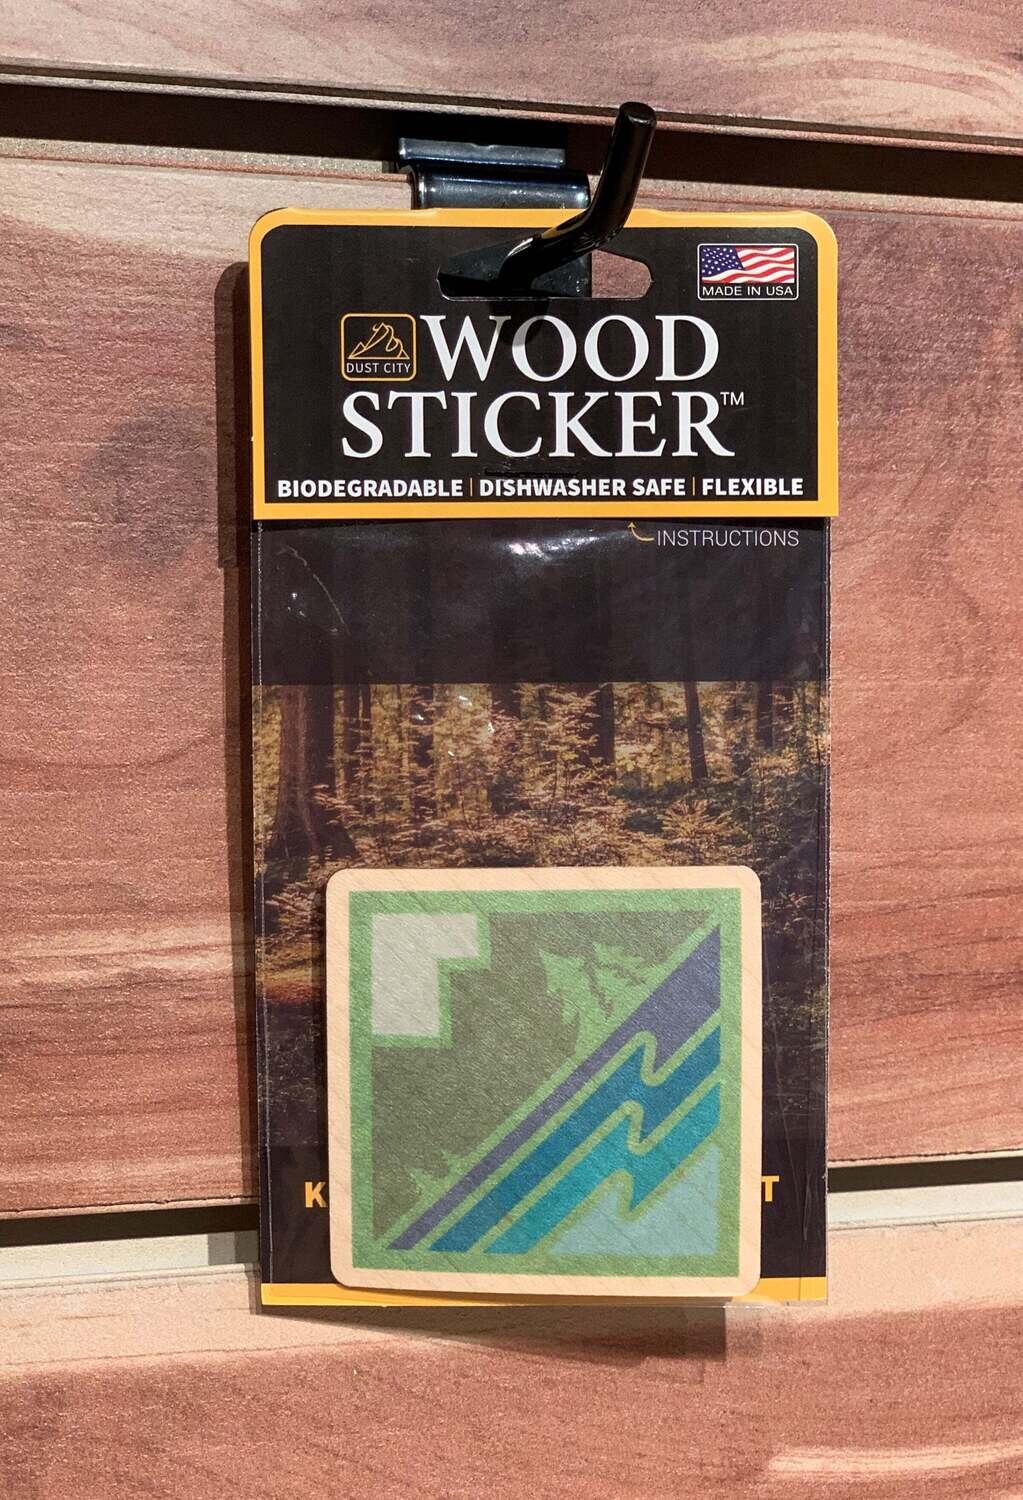 MADE IN USA
DUST CITY
WOOD
STICKER™
BIODEGRADABLE | DISHWASHER SAFE | FLEXIBLE
INSTRUCTIONS